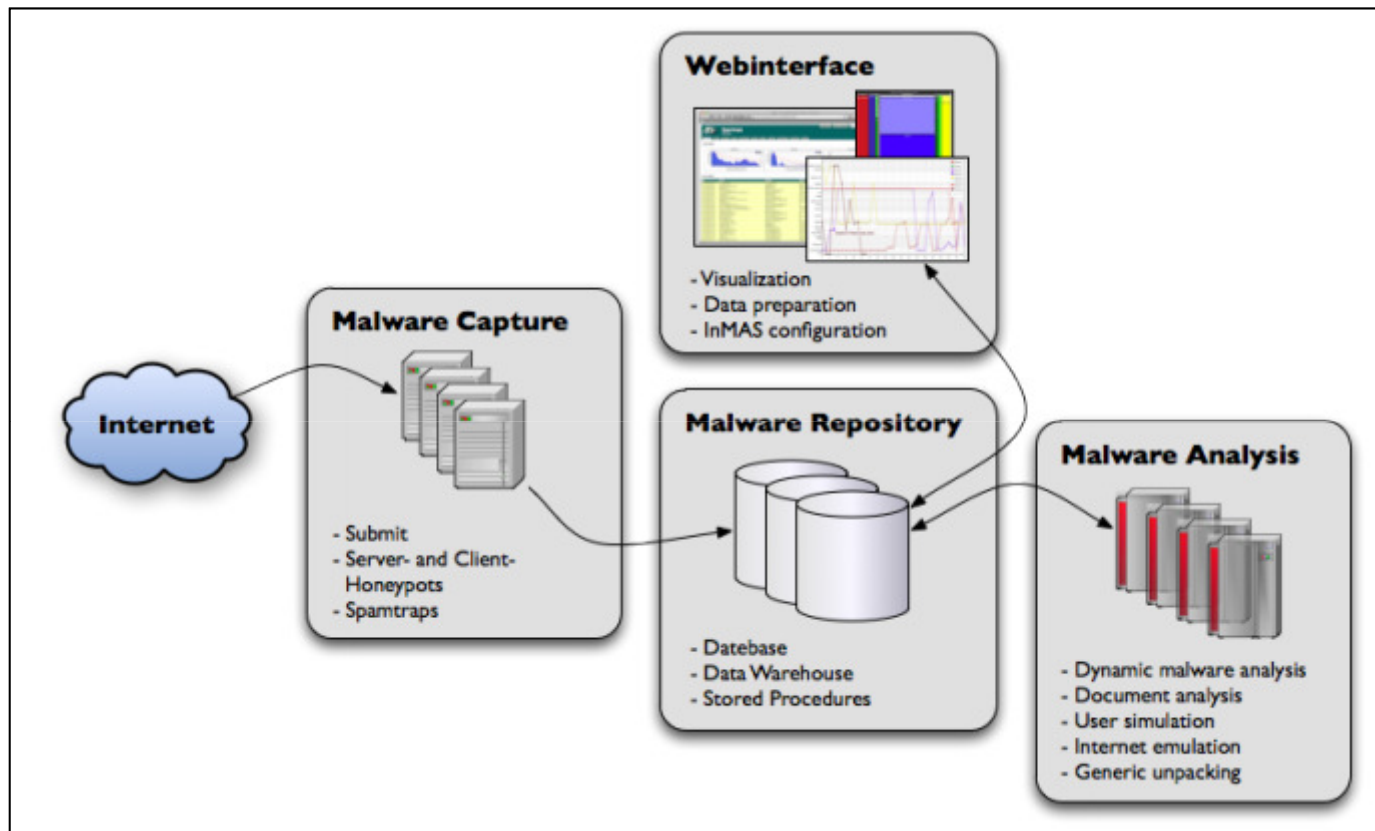 Webinterface
- Visualization
- Data preparation
- InMAS configuration
Malware Capture
- Submit
- Server- and Client-
Honeypots
- Spamtraps
Internet
Malware Repository
- Datebase
- Data Warehouse
- Stored Procedures
Malware Analysis
- Dynamic malware analysis
- Document analysis
- User simulation
- Internet emulation
- Generic unpacking